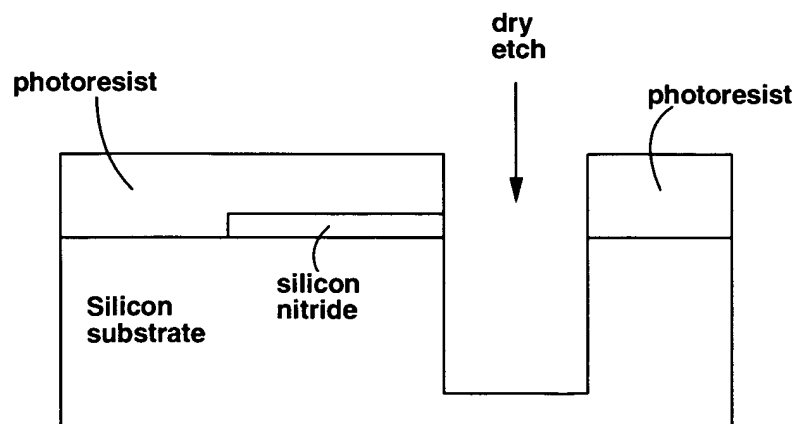 dry
etch
photoresist
photoresist
silicon
nitride
Silicon
substrate